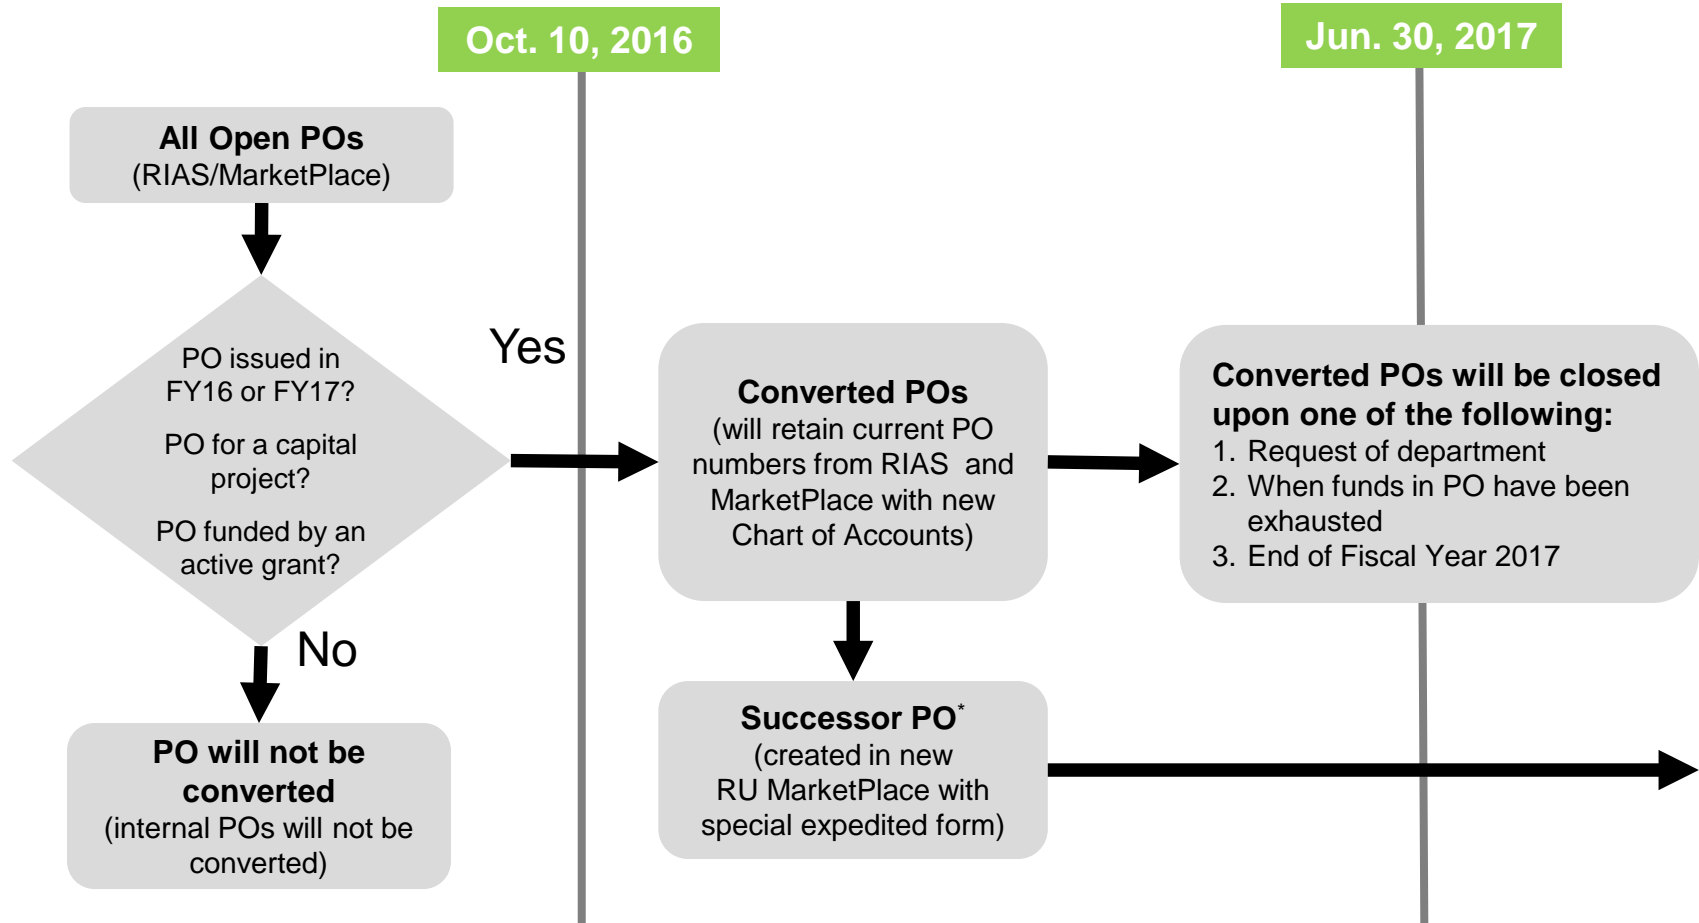 Oct. 10, 2016
Jun. 30, 2017
All Open POs
(RIAS/MarketPlace)
PO issued in
FY16 or FY17?
PO for a capital
project?
PO funded by an
active grant?
Yes
No
PO will not be
converted
(internal POs will not be
converted)
Converted POs
(will retain current PO
numbers from RIAS and
MarketPlace with new
Chart of Accounts)
Successor PO*
(created in new
RU MarketPlace with
special expedited form)
Converted POs will be closed
upon one of the following:
1. Request of department
2. When funds in PO have been
exhausted
3. End of Fiscal Year 2017